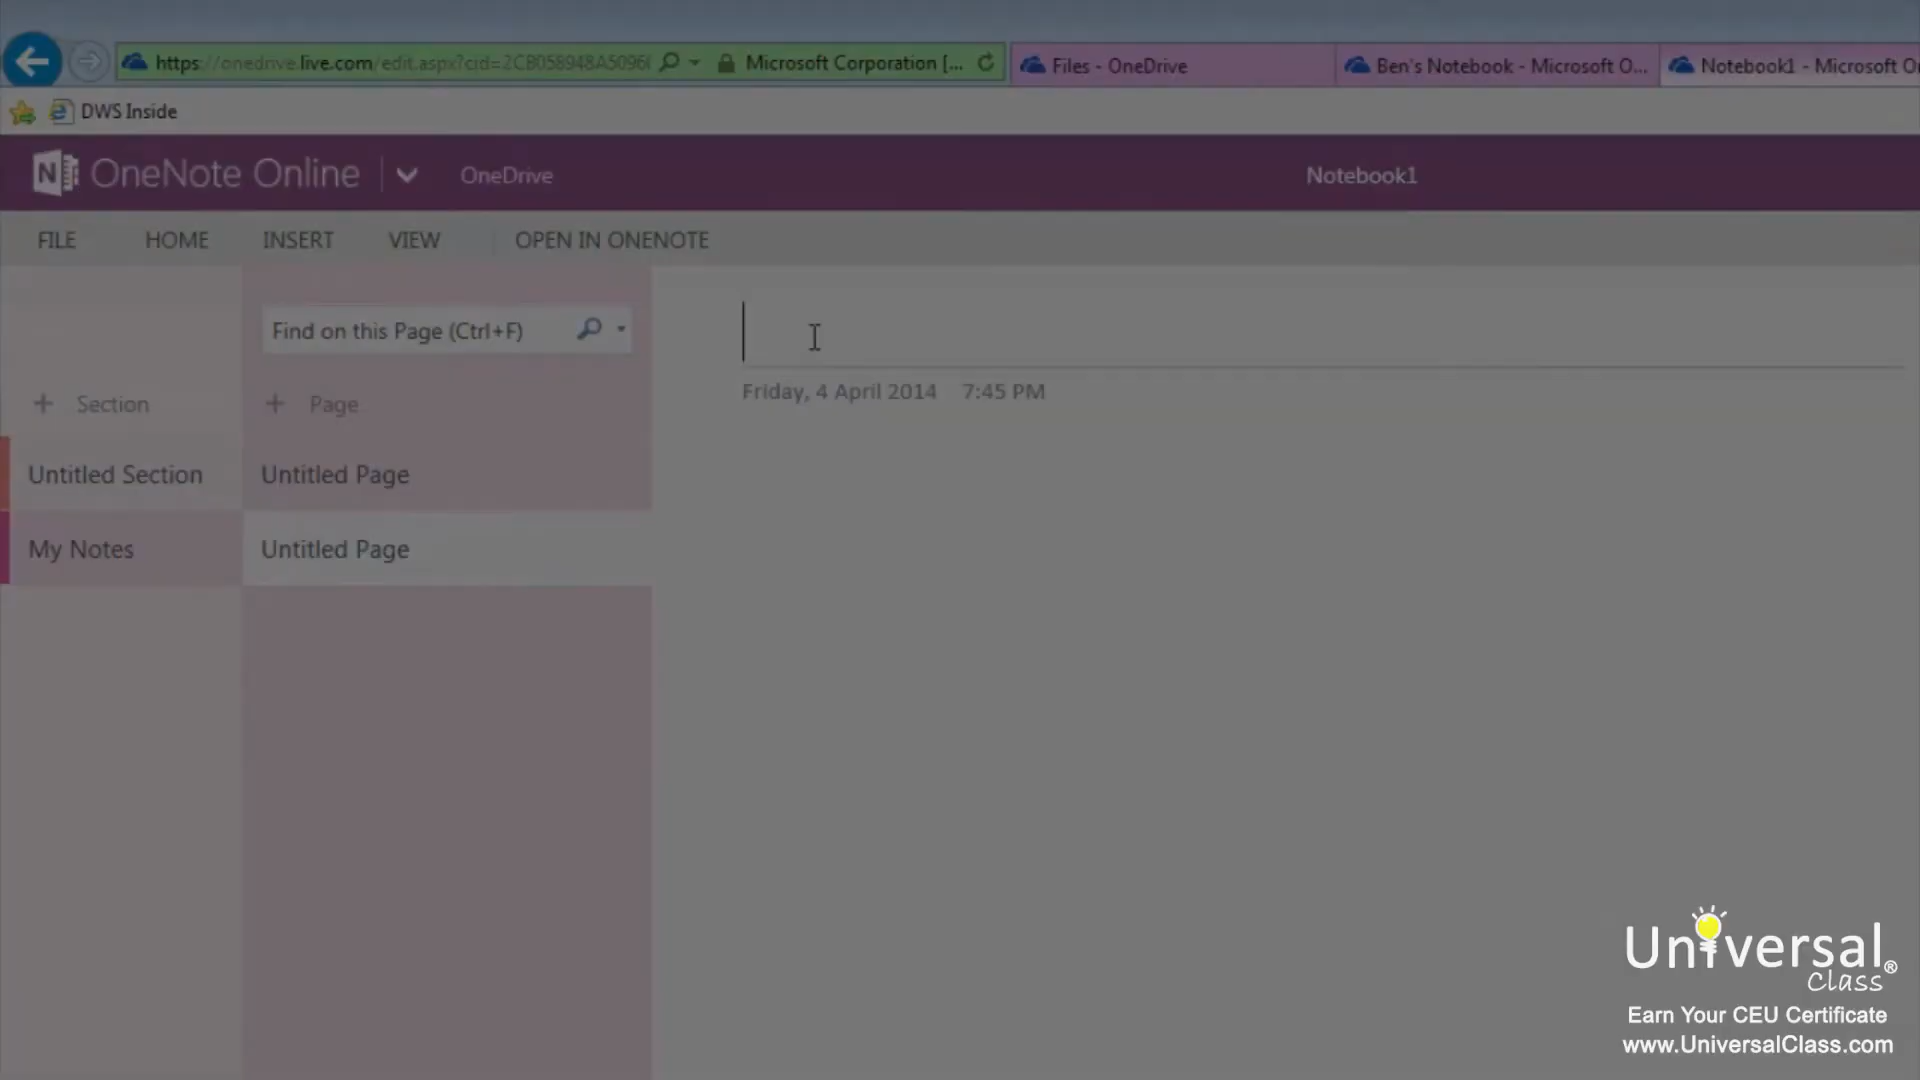 https://onedrive.live.com/edit.aspx?cid=2CB058948A5096
Microsoft Corporation [...
Files - OneDrive
Ben's Notebook - Microsoft O...
Notebook1 - Microsoft O
DWS Inside
OneNote Online
OneDrive
Notebook1
FILE
HOME
INSERT
VIEW
OPEN IN ONENOTE
Find on this Page (Ctrl+F)
+ Section
+ Page
Friday, 4 April 2014 7:45 PM
Untitled Section
Untitled Page
My Notes
Untitled Page
Universal®
Class
Earn Your CEU Certificate
www.UniversalClass.com